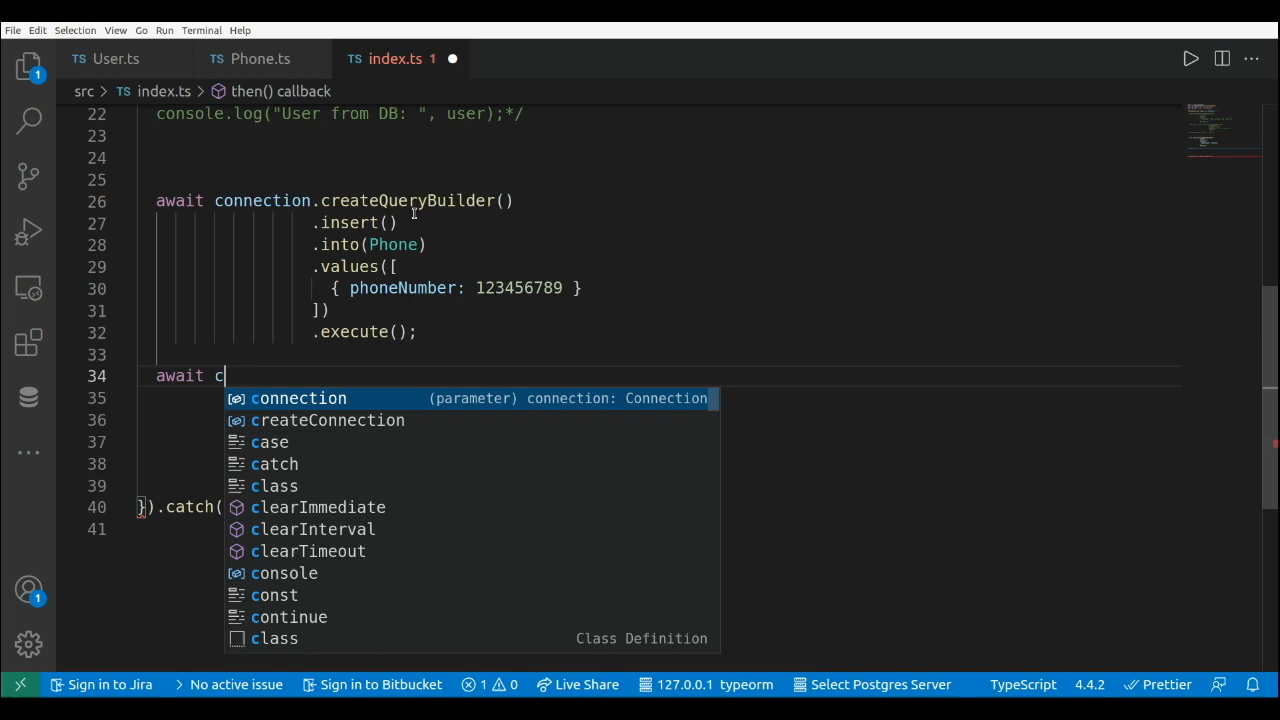 File Edit Selection View Go Run Terminal Help
TS User.ts TS Phone.ts TS index.ts 1
src > TS index.ts > then() callback
22 console.log("User from DB: ", user);*/
23
24
25
26 await connection.createQueryBuilder()
27 .insert()
28 .into(Phone)
29 .values([
30 { phoneNumber: 123456789 }
31 ])
32 .execute();
33
34 await c
35 connection (parameter) connection: Connection
36 createConnection
37 case
38 catch
39 class
40 }).catch( clearImmediate
41 clearInterval
clearTimeout
console
const
continue
class Class Definition
1
1
Sign in to Jira > No active issue Sign in to Bitbucket 1 0 Live Share 127.0.0.1 typeorm Select Postgres Server TypeScript 4.4.2 Prettier